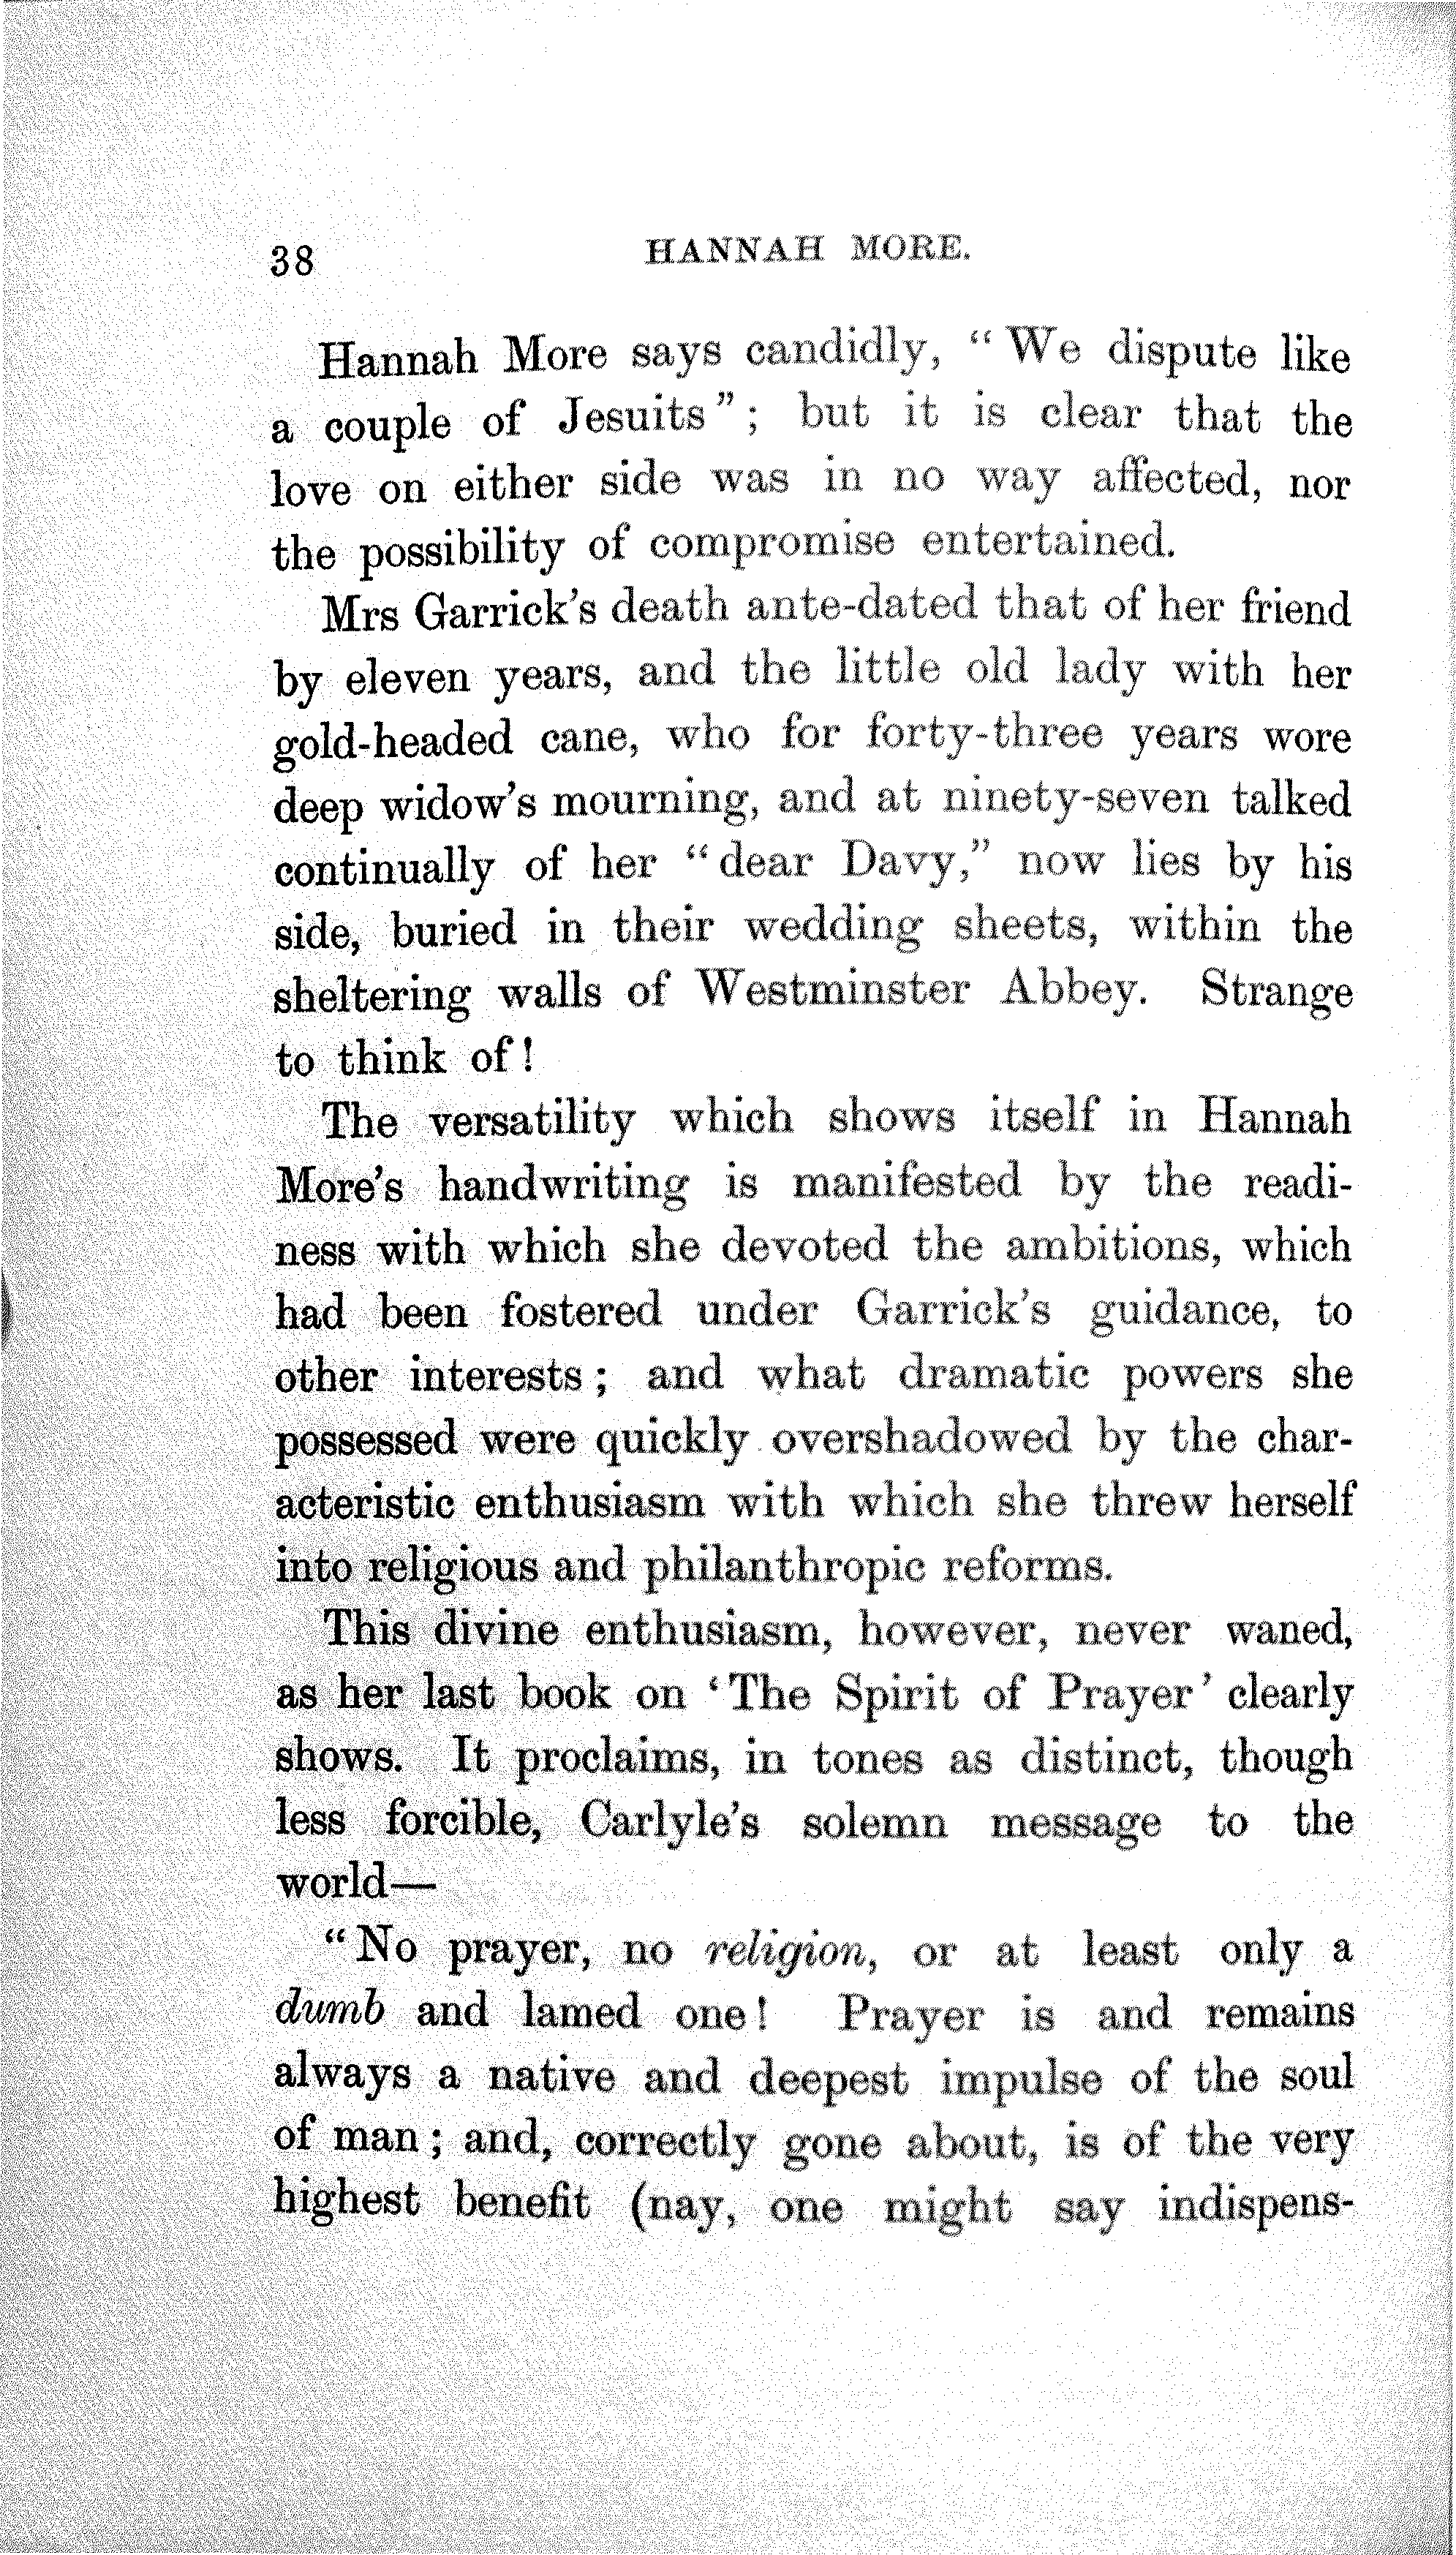 38 HANNAH MORE.
Hannah More says candidly, “We dispute like
a couple of Jesuits”; but it is clear that the
love on either side was in no way affected, nor
the possibility of compromise entertained.
Mrs Garrick’s death ante-dated that of her friend
by eleven years, and the little old lady with her
gold-headed cane, who for forty-three years wore
deep widow’s mourning, and at ninety-seven talked
continually of her “dear Davy,” now lies by his
side, buried in their wedding sheets, within the
sheltering walls of Westminster Abbey. Strange
to think of!
The versatility which shows itself in Hannah
More’s handwriting is manifested by the readi-
ness with which she devoted the ambitions, which
had been fostered under Garrick’s guidance, to
other interests; and what dramatic powers she
possessed were quickly overshadowed by the char-
acteristic enthusiasm with which she threw herself
into religious and philanthropic reforms.
This divine enthusiasm, however, never waned,
as her last book on ‘The Spirit of Prayer’ clearly
shows. It proclaims, in tones as distinct, though
less forcible, Carlyle’s solemn message to the
world—
“No prayer, no religion, or at least only a
dumb and lamed one! Prayer is and remains
always a native and deepest impulse of the soul
of man; and, correctly gone about, is of the very
highest benefit (nay, one might say indispens-